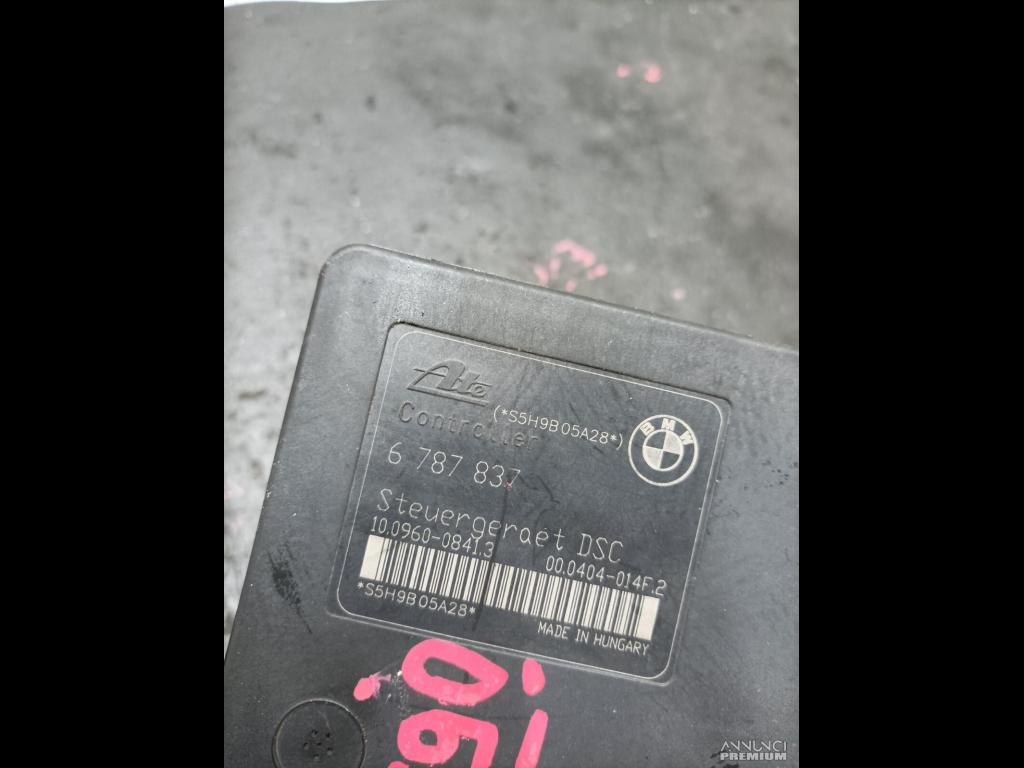 Ate
(*S5H9B05A28*)
BMW
Controller
6 787 837
Steuergeraet DSC
10.0960-0841.3
00.0404-014F.2
*S5H9B05A28*
MADE IN HUNGARY
ANNUNCI
PREMIUM